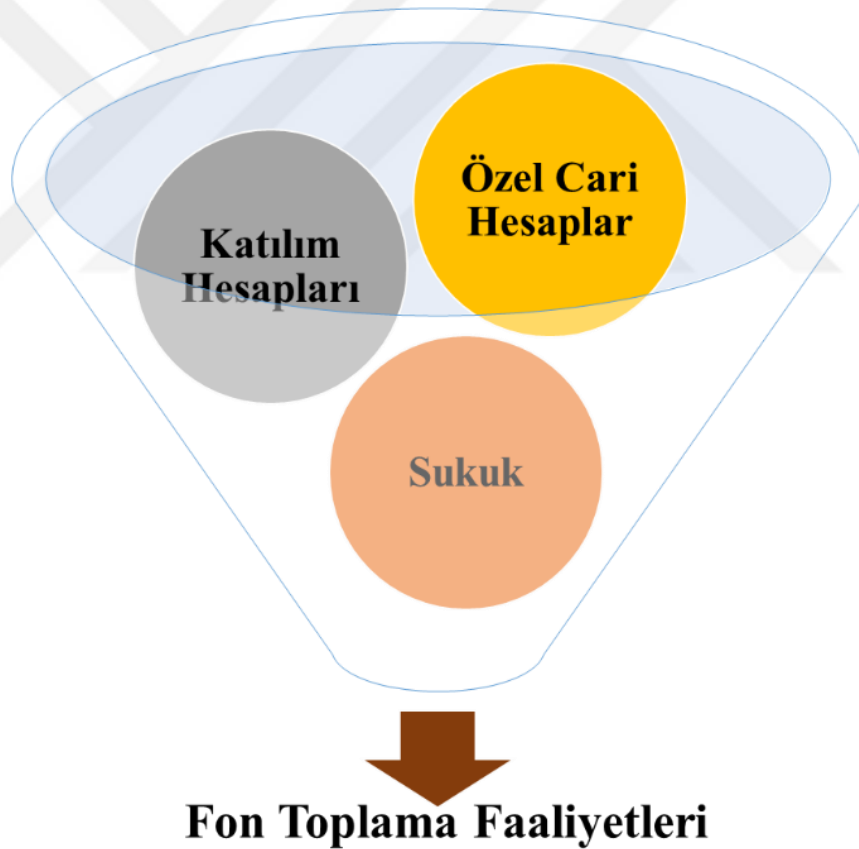 Özel Cari
Hesaplar
Katılım
Hesapları
Sukuk
Fon Toplama Faaliyetleri